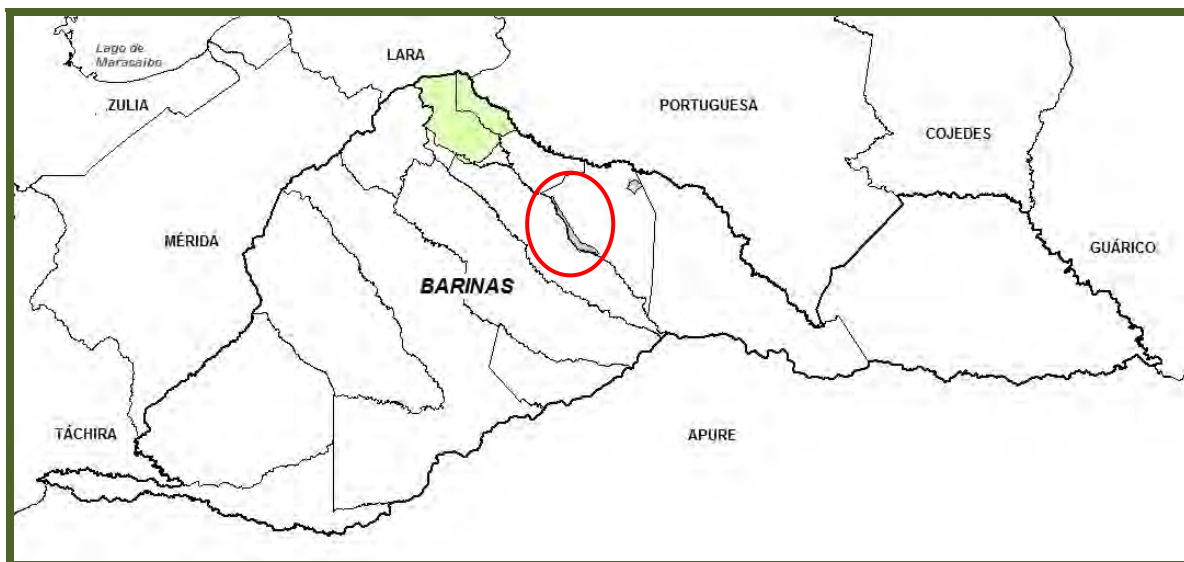 LARA
Lago de
Maracaibo
ZULIA
PORTUGUESA
COJEDES
MÉRIDA
GUÁRICO
BARINAS
TÁCHIRA
APURE